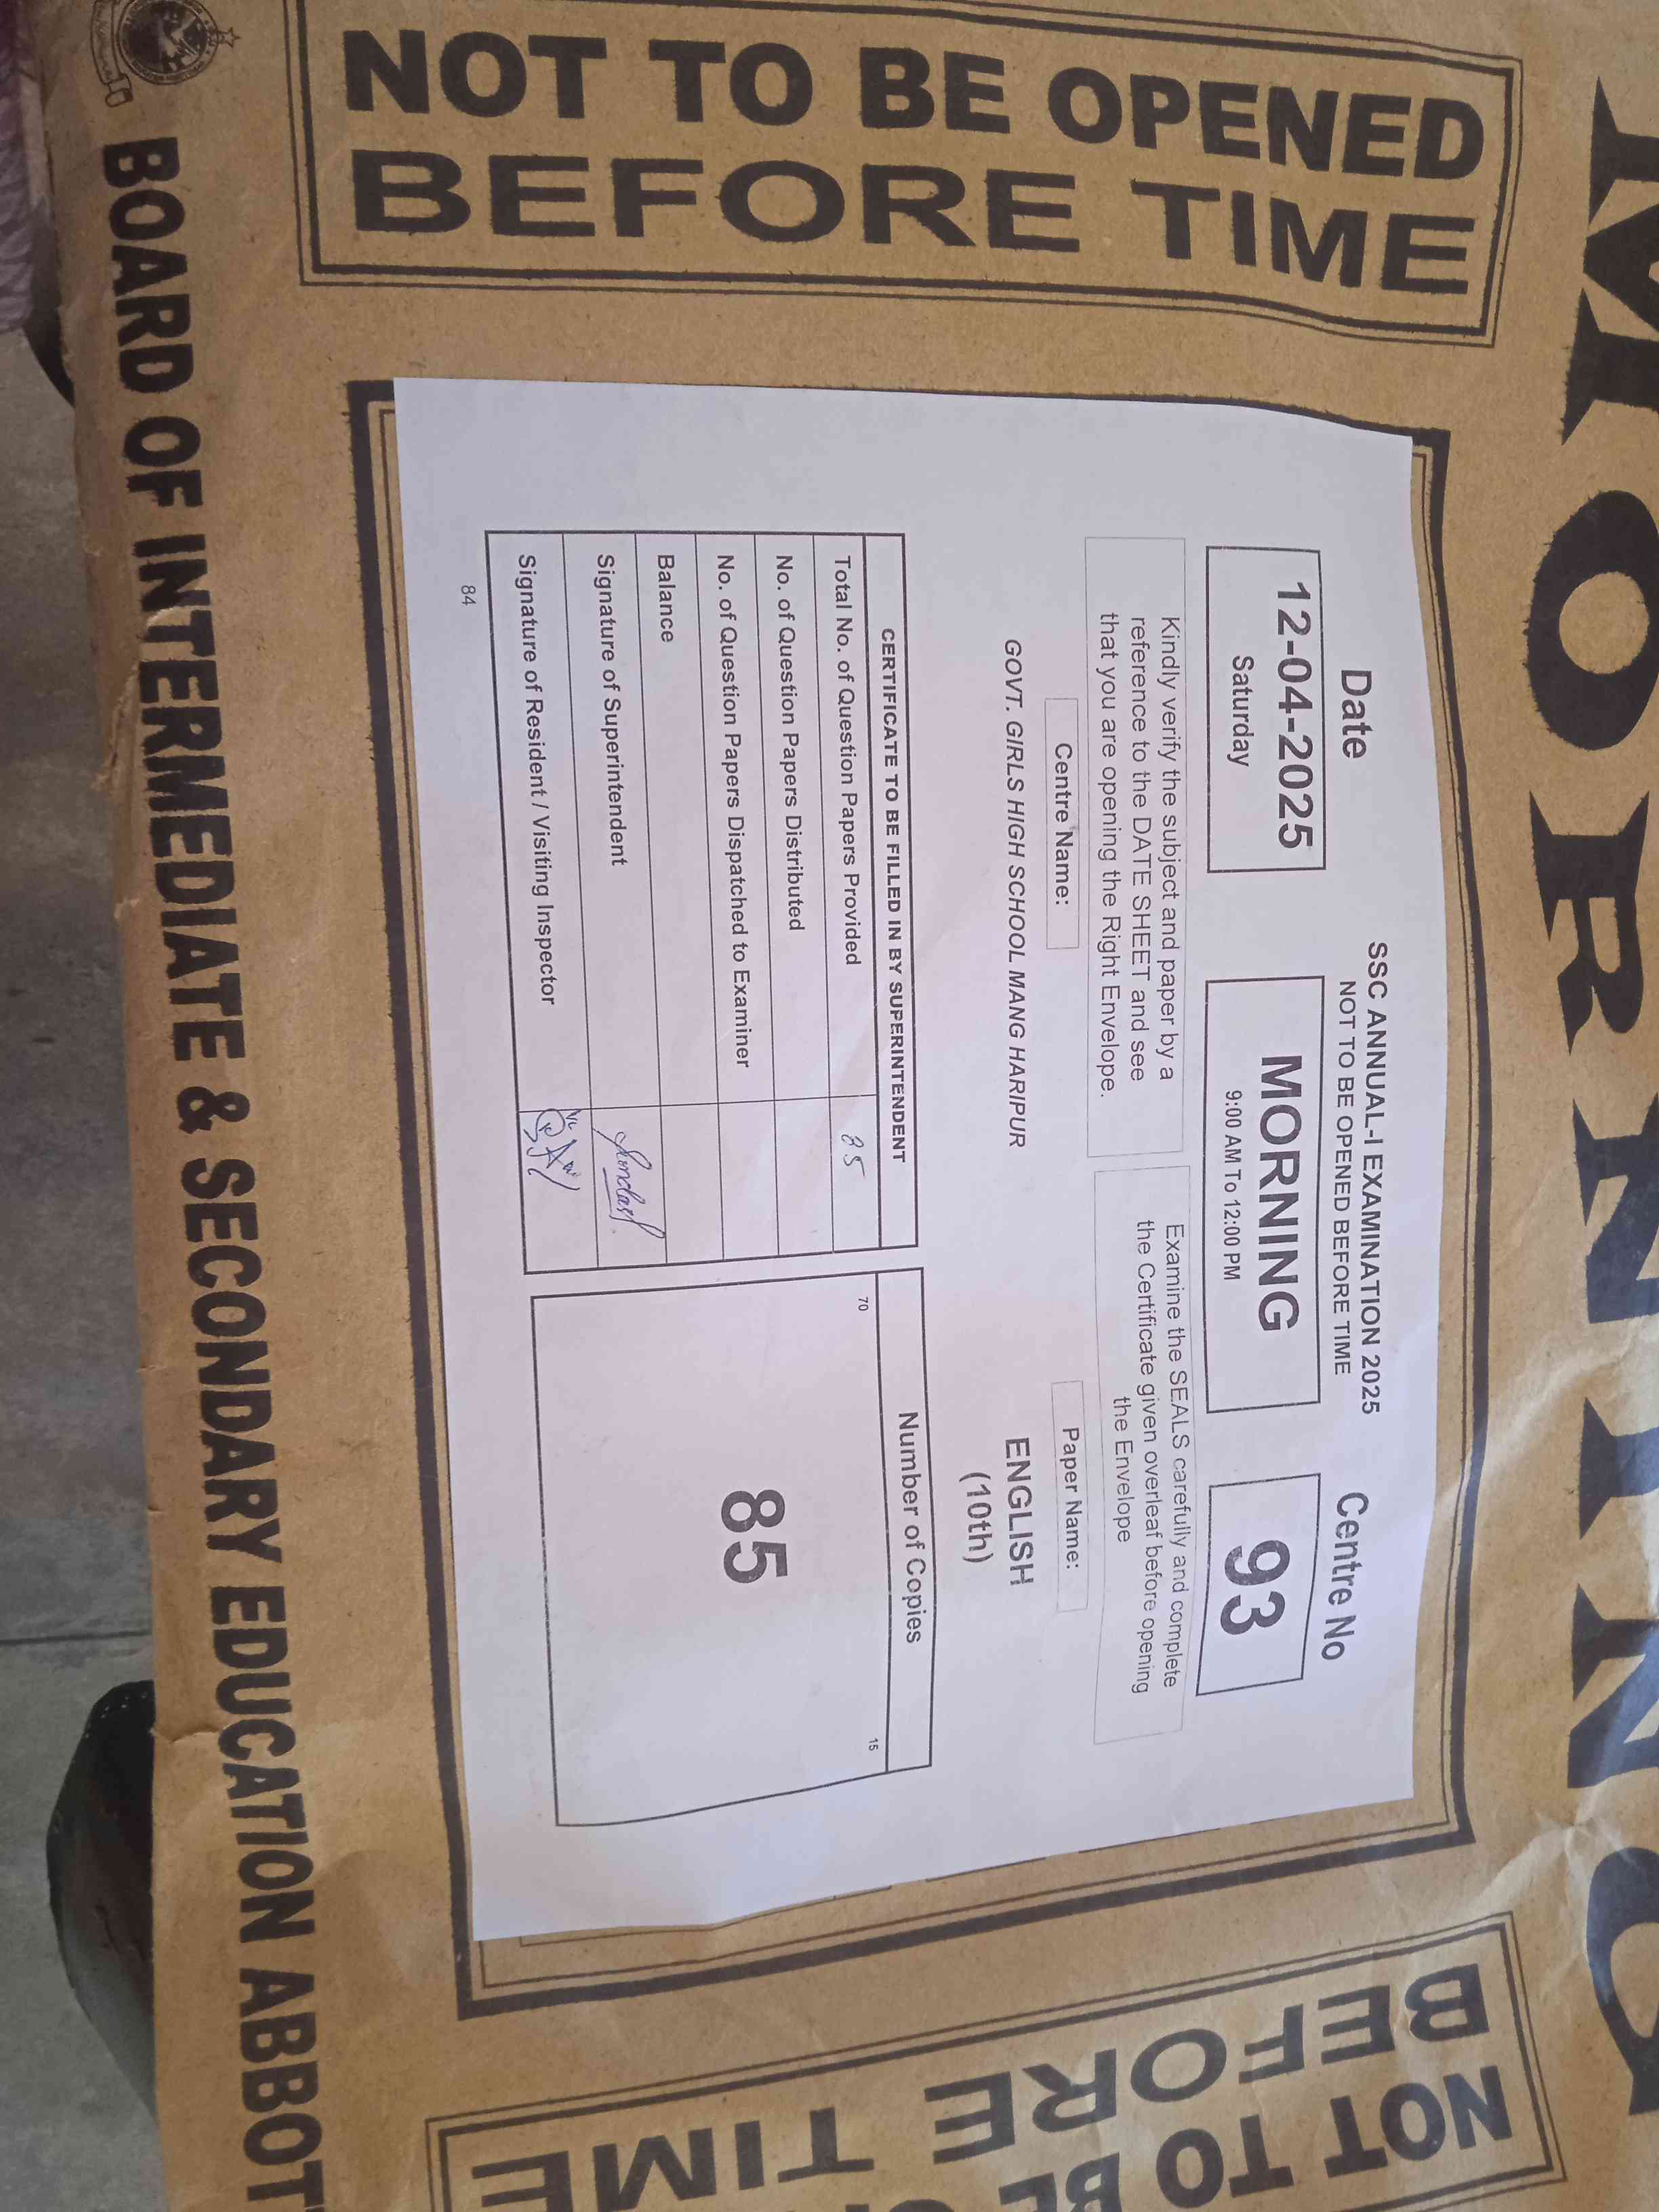 MORNING
NOT TO BE OPENED
BEFORE TIME
SSC ANNUAL-I EXAMINATION 2025
NOT TO BE OPENED BEFORE TIME
Date
12-04-2025
Saturday
MORNING
9:00 AM To 12:00 PM
Centre No
93
Kindly verify the subject and paper by a
reference to the DATE SHEET and see
that you are opening the Right Envelope.
Examine the SEALS carefully and complete
the Certificate given overleaf before opening
the Envelope
Centre Name:
GOVT. GIRLS HIGH SCHOOL MANG HARIPUR
Paper Name:
ENGLISH
(10th)
CERTIFICATE TO BE FILLED IN BY SUPERINTENDENT
Total No. of Question Papers Provided 85
No. of Question Papers Distributed
No. of Question Papers Dispatched to Examiner
Balance
Signature of Superintendent
Signature of Resident / Visiting Inspector
84
Number of Copies
70 15
85
NOT TO BE
BEFORE TIME
BOARD OF INTERMEDIATE & SECONDARY EDUCATION ABBOT